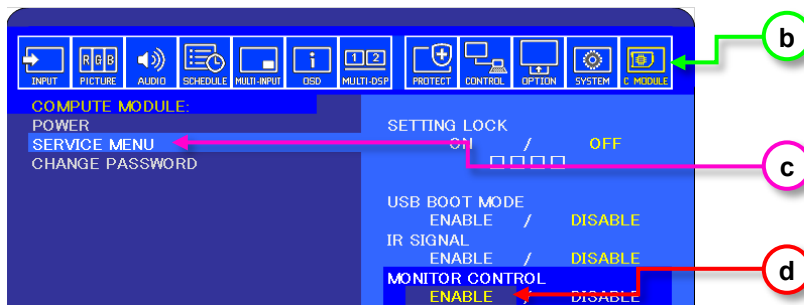 b
INPUT PICTURE AUDIO SCHEDULE MULTI-INPUT OSD MULTI-DSP PROTECT CONTROL OPTION SYSTEM C MODULE
RGB
i
1 2
COMPUTE MODULE:
POWER
SERVICE MENU
CHANGE PASSWORD
SETTING LOCK
ON / OFF
c
USB BOOT MODE
ENABLE / DISABLE
IR SIGNAL
ENABLE / DISABLE
MONITOR CONTROL
ENABLE / DISABLE
d